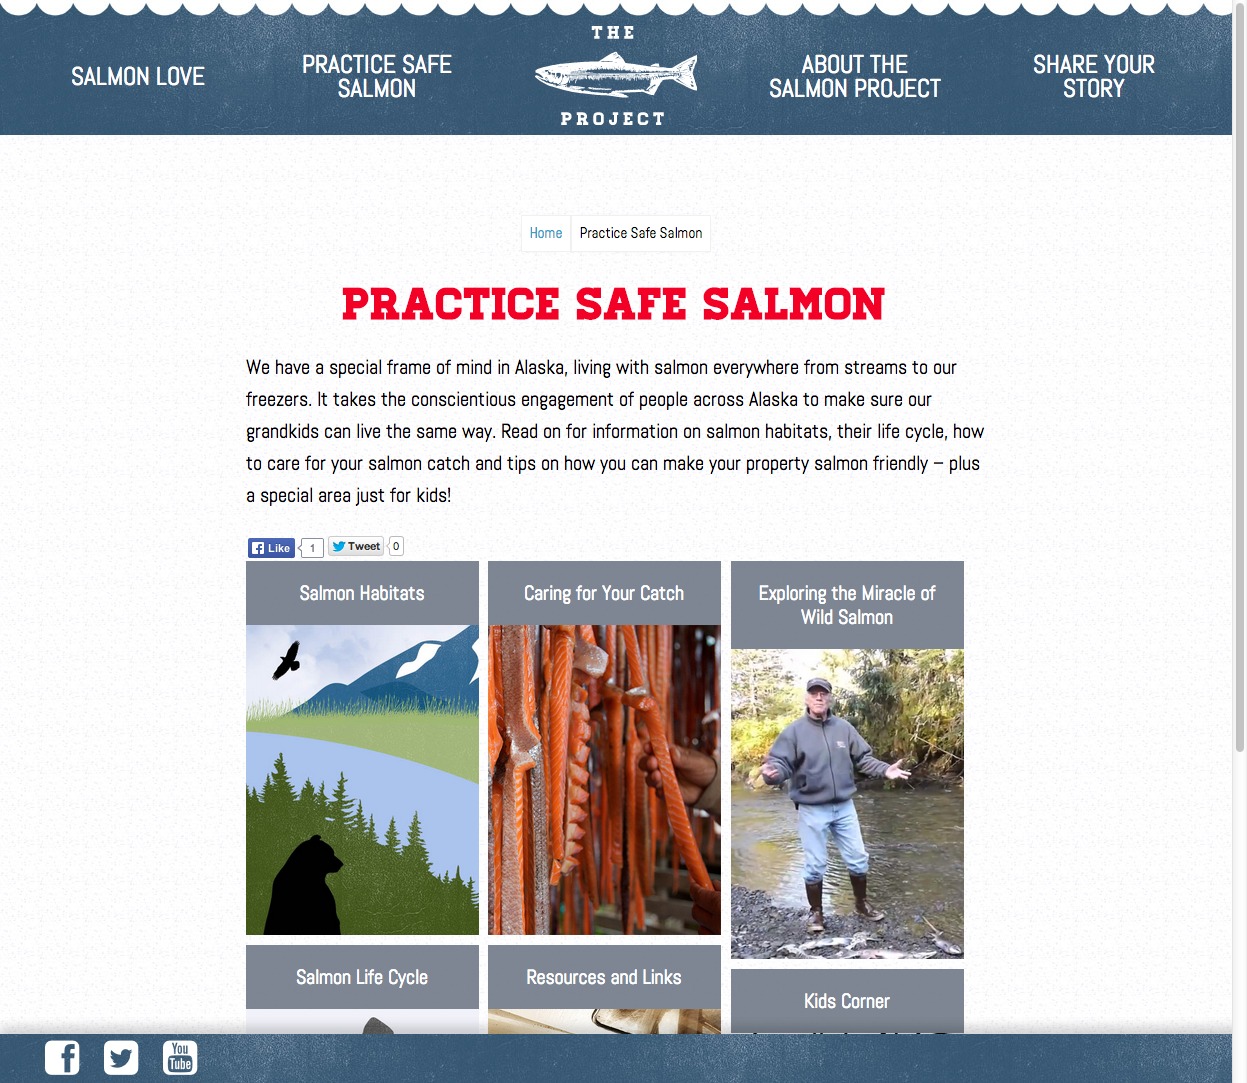 SALMON LOVE
PRACTICE SAFE
SALMON
THE
PROJECT
ABOUT THE
SALMON PROJECT
SHARE YOUR
STORY
Home
Practice Safe Salmon
PRACTICE SAFE SALMON
We have a special frame of mind in Alaska, living with salmon everywhere from streams to our
freezers. It takes the conscientious engagement of people across Alaska to make sure our
grandkids can live the same way. Read on for information on salmon habitats, their life cycle, how
to care for your salmon catch and tips on how you can make your property salmon friendly – plus
a special area just for kids!
Like 1 Tweet 0
Salmon Habitats
Caring for Your Catch
Exploring the Miracle of
Wild Salmon
Salmon Life Cycle
Resources and Links
Kids Corner
You
Tube